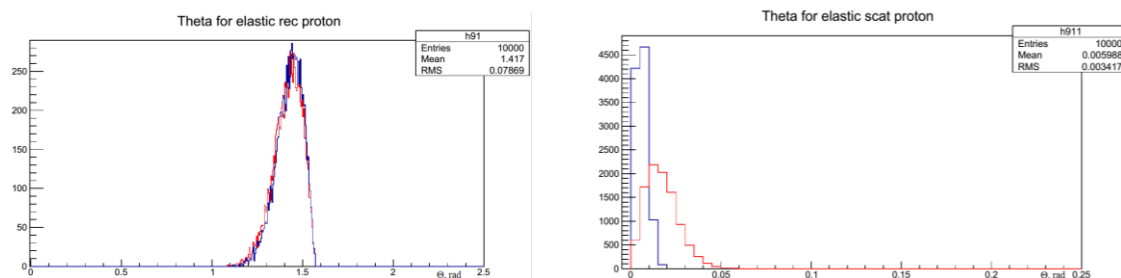 Theta for elastic rec proton
h91
Entries 10000
Mean 1.417
RMS 0.07869
250
200
150
100
50
0
0 0.5 1 1.5 2 2.5
Θ, rad
Theta for elastic scat proton
h911
Entries 10000
Mean 0.005988
RMS 0.003417
4500
4000
3500
3000
2500
2000
1500
1000
500
0
0 0.05 0.1 0.15 0.2 0.25
Θ, rad